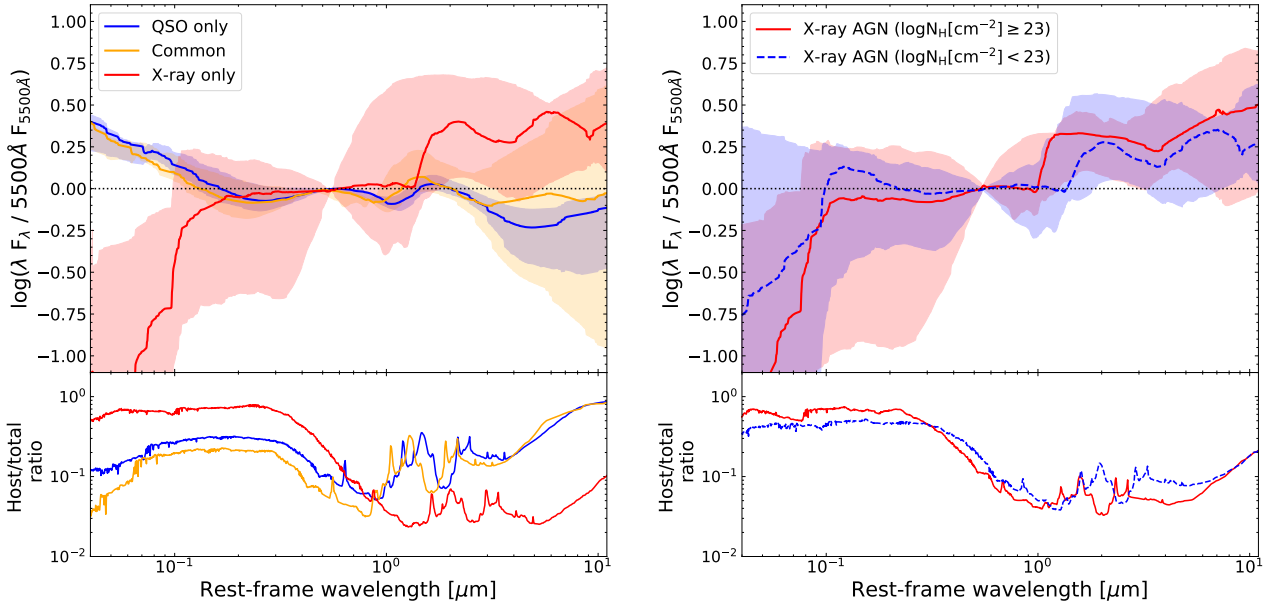 QSO only
Common
X-ray only
log(λ F_λ / 5500Å F_5500Å)
1.00
0.75
0.50
0.25
0.00
−0.25
−0.50
−0.75
−1.00
Host/total
ratio
10^0
10^−1
10^−2
10^−1 10^0 10^1
Rest-frame wavelength [μm]
X-ray AGN (logN_H[cm^−2] ≥ 23)
X-ray AGN (logN_H[cm^−2] < 23)
log(λ F_λ / 5500Å F_5500Å)
1.00
0.75
0.50
0.25
0.00
−0.25
−0.50
−0.75
−1.00
Host/total
ratio
10^0
10^−1
10^−2
10^−1 10^0 10^1
Rest-frame wavelength [μm]